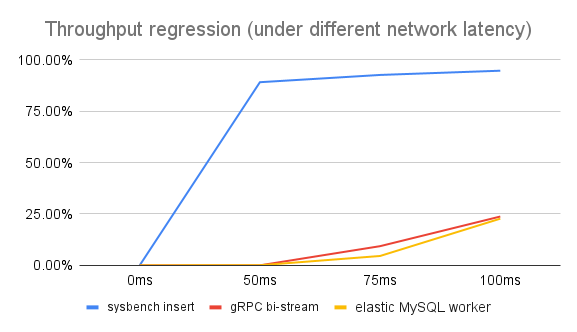 Throughput regression (under different network latency)
100.00%
75.00%
50.00%
25.00%
0.00%
0ms 50ms 75ms 100ms
sysbench insert gRPC bi-stream elastic MySQL worker